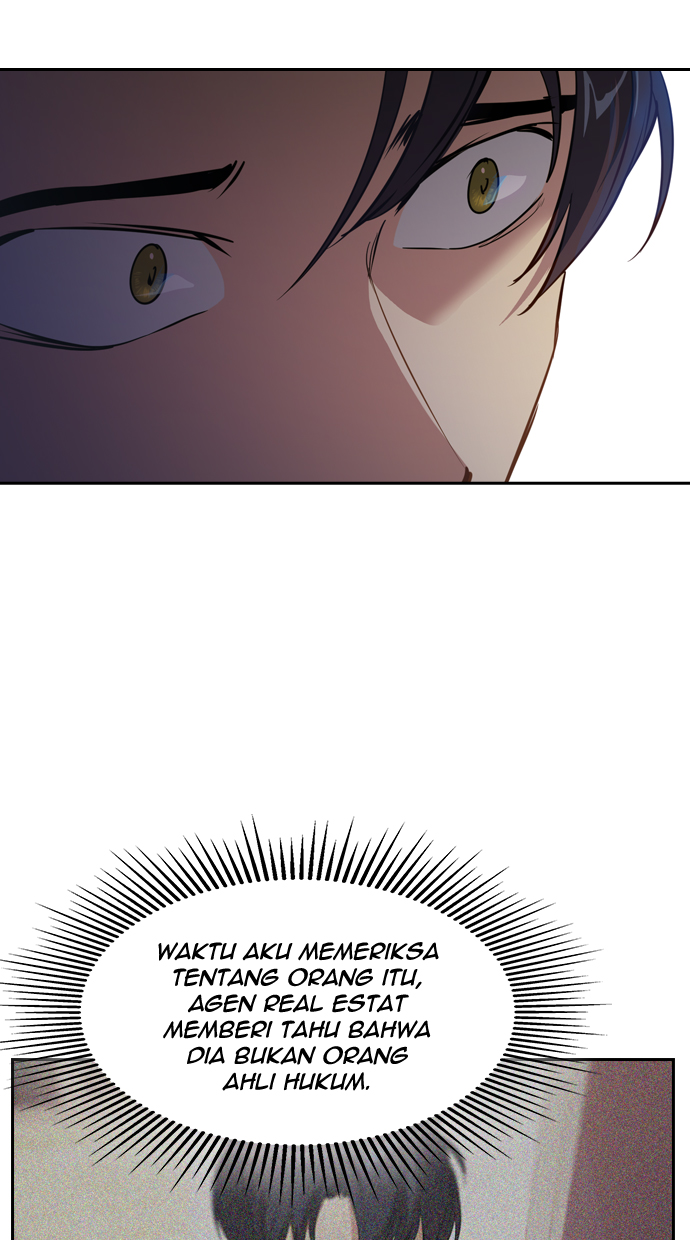 WAKTU AKU MEMERIKSA
TENTANG ORANG ITU,
AGEN REAL ESTAT
MEMBERI TAHU BAHWA
DIA BUKAN ORANG
AHLI HUKUM.